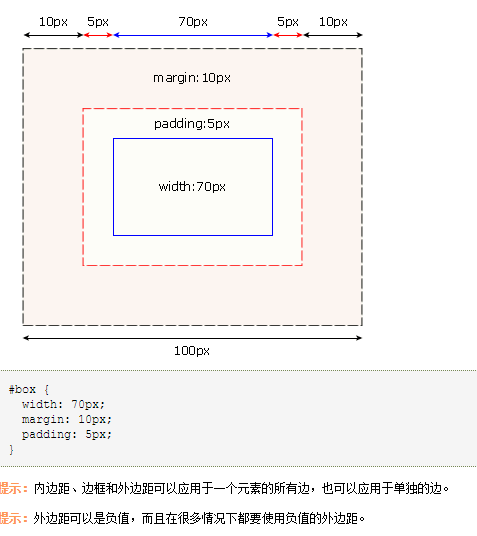 10px 5px 70px 5px 10px
margin:10px
padding:5px
width:70px
100px
#box {
  width: 70px;
  margin: 10px;
  padding: 5px;
}
提示：内边距、边框和外边距可以应用于一个元素的所有边，也可以应用于单独的边。
提示：外边距可以是负值，而且在很多情况下都要使用负值的外边距。